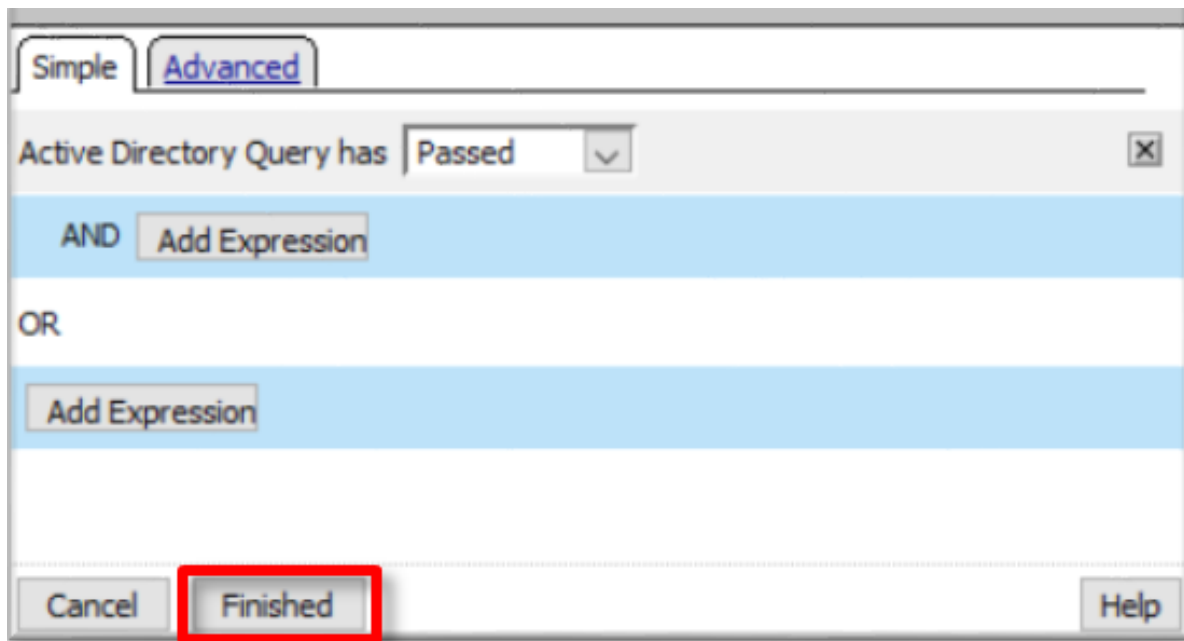 Simple Advanced
Active Directory Query has Passed
AND Add Expression
OR
Add Expression
Cancel Finished Help